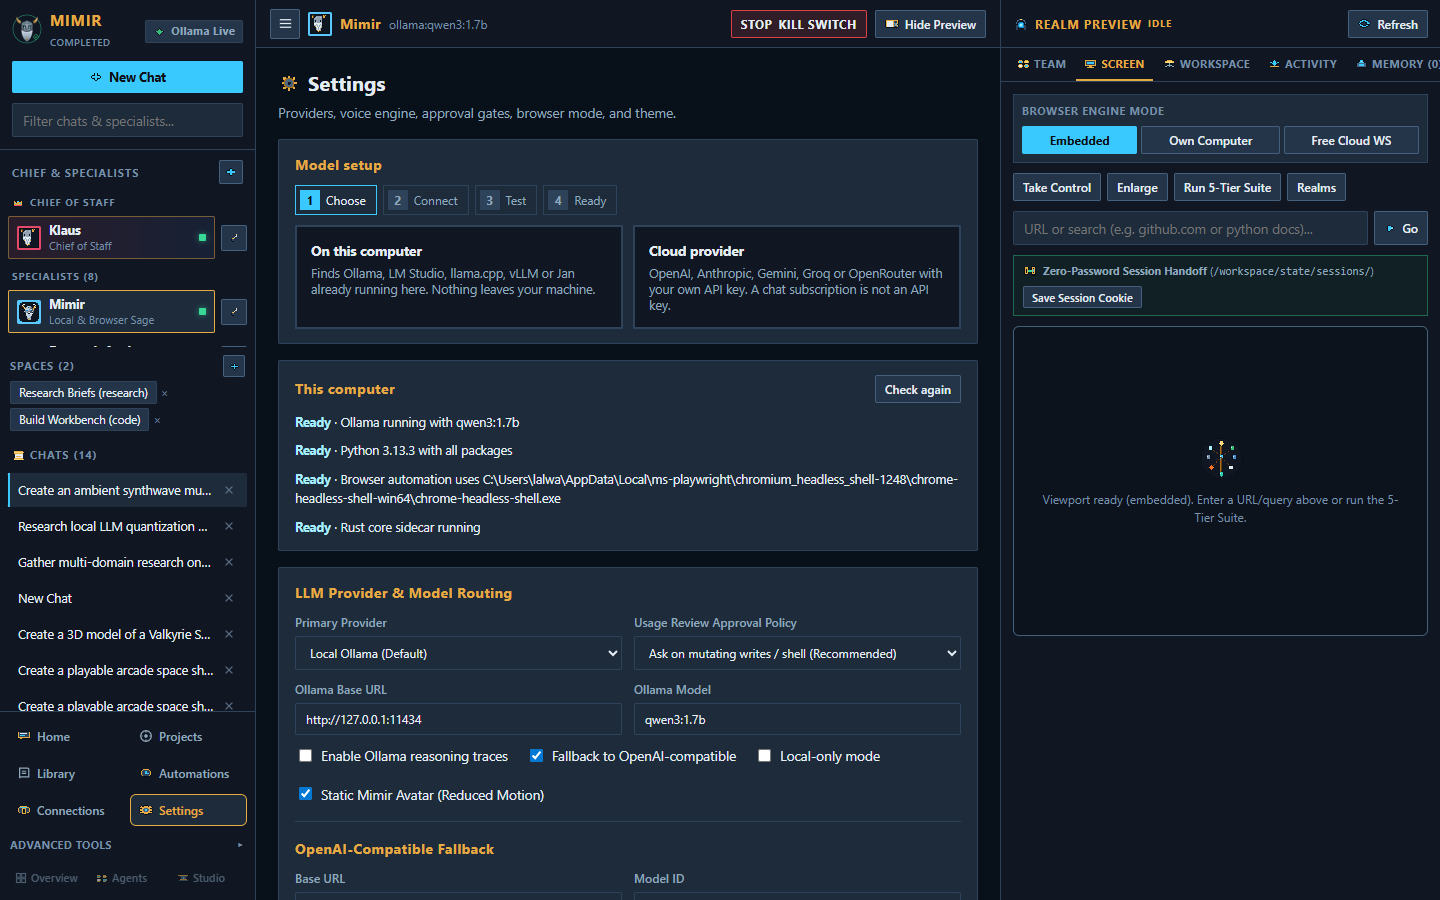 MIMIR
COMPLETED
Ollama Live
New Chat
Filter chats & specialists...
CHIEF & SPECIALISTS
CHIEF OF STAFF
Klaus
Chief of Staff
SPECIALISTS (8)
Mimir
Local & Browser Sage
SPACES (2)
Research Briefs (research) ×
Build Workbench (code) ×
CHATS (14)
Create an ambient synthwave mu... ×
Research local LLM quantization ... ×
Gather multi-domain research on... ×
New Chat ×
Create a 3D model of a Valkyrie S... ×
Create a playable arcade space sh... ×
Create a playable arcade space sh... ×
Home
Projects
Library
Automations
Connections
Settings
ADVANCED TOOLS
Overview
Agents
Studio
Mimir ollama:qwen3:1.7b
STOP KILL SWITCH
Hide Preview
Settings
Providers, voice engine, approval gates, browser mode, and theme.
Model setup
1 Choose
2 Connect
3 Test
4 Ready
On this computer
Finds Ollama, LM Studio, llama.cpp, vLLM or Jan
already running here. Nothing leaves your machine.
Cloud provider
OpenAI, Anthropic, Gemini, Groq or OpenRouter with
your own API key. A chat subscription is not an API
key.
This computer
Check again
Ready · Ollama running with qwen3:1.7b
Ready · Python 3.13.3 with all packages
Ready · Browser automation uses C:\Users\lalwa\AppData\Local\ms-playwright\chromium_headless_shell-1248\chrome-
headless-shell-win64\chrome-headless-shell.exe
Ready · Rust core sidecar running
LLM Provider & Model Routing
Primary Provider
Local Ollama (Default)
Usage Review Approval Policy
Ask on mutating writes / shell (Recommended)
Ollama Base URL
http://127.0.0.1:11434
Ollama Model
qwen3:1.7b
Enable Ollama reasoning traces
Fallback to OpenAI-compatible
Local-only mode
Static Mimir Avatar (Reduced Motion)
OpenAI-Compatible Fallback
Base URL
Model ID
REALM PREVIEW IDLE
Refresh
TEAM
SCREEN
WORKSPACE
ACTIVITY
MEMORY (0)
BROWSER ENGINE MODE
Embedded
Own Computer
Free Cloud WS
Take Control
Enlarge
Run 5-Tier Suite
Realms
URL or search (e.g. github.com or python docs)...
Go
Zero-Password Session Handoff (/workspace/state/sessions/)
Save Session Cookie
Viewport ready (embedded). Enter a URL/query above or run the 5-
Tier Suite.